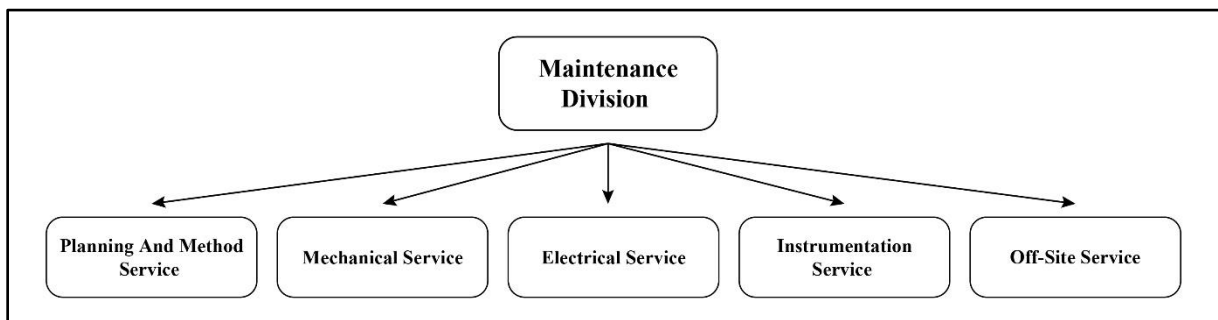 Maintenance
Division
Planning And Method
Service
Mechanical Service
Electrical Service
Instrumentation
Service
Off-Site Service